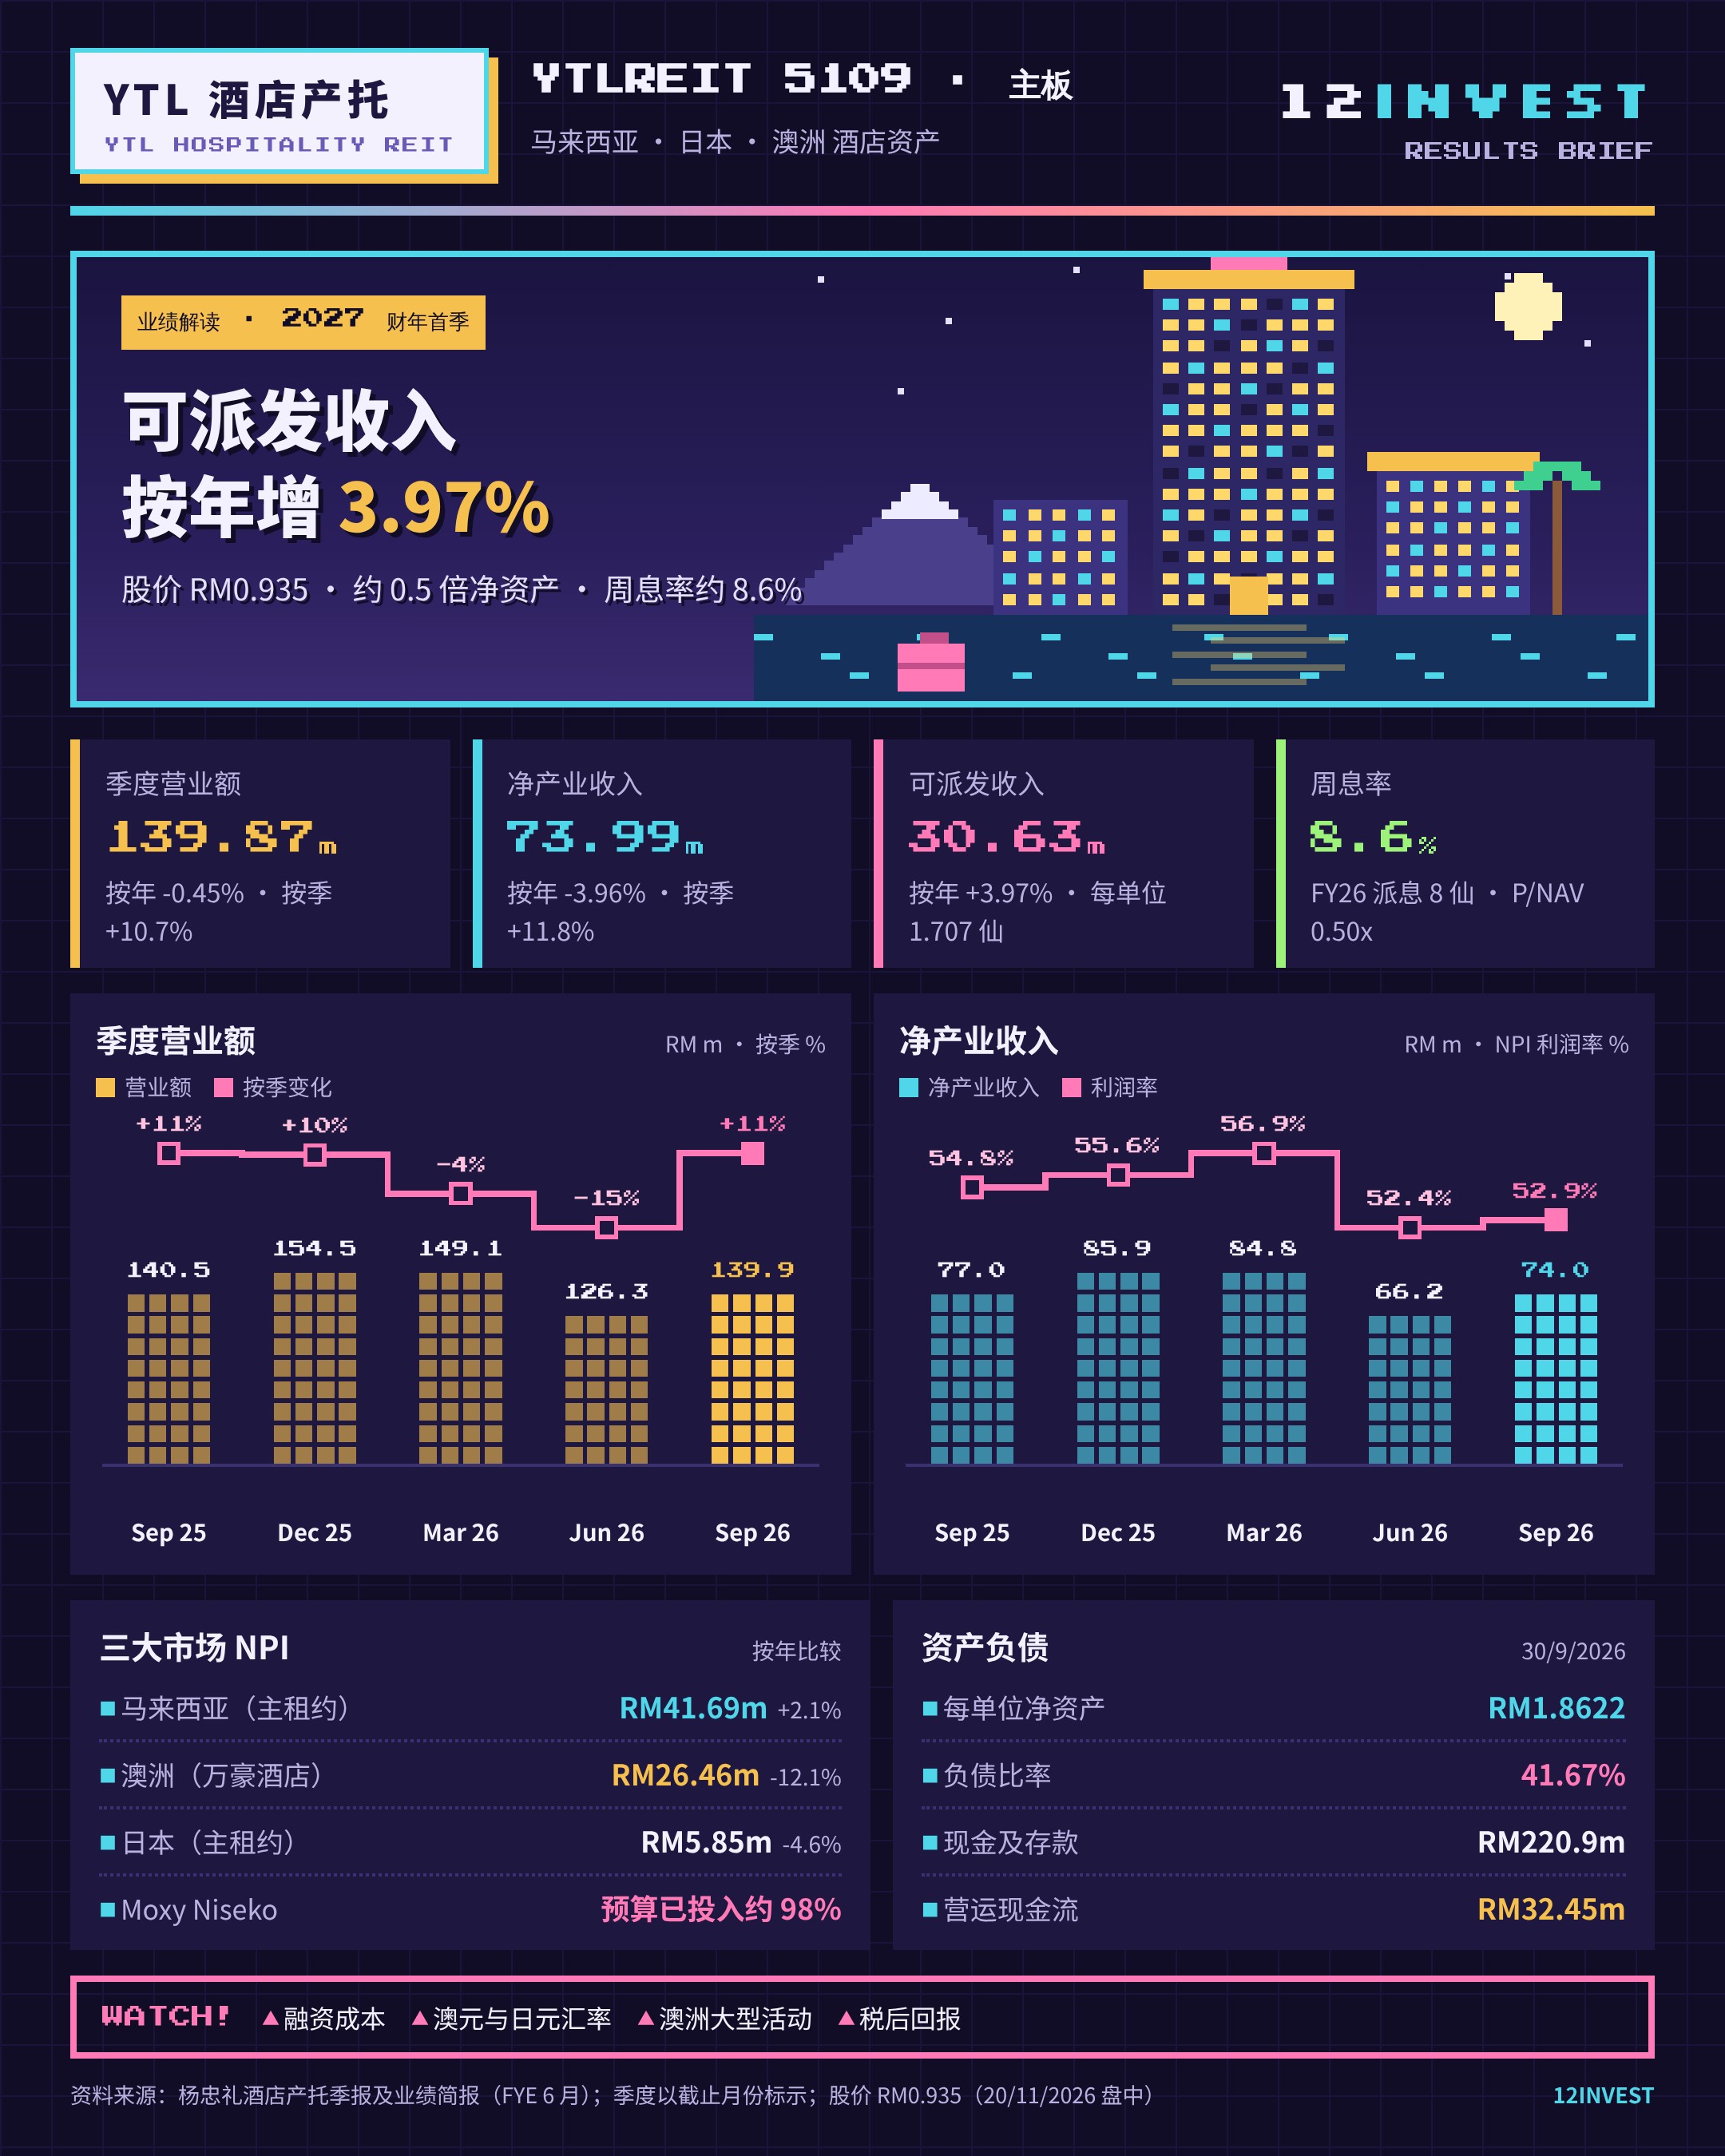 YTL 酒店产托
YTL HOSPITALITY REIT
YTLREIT 5109 · 主板
马来西亚 · 日本 · 澳洲 酒店资产
12INVEST
RESULTS BRIEF
业绩解读 · 2027 财年首季
可派发收入
按年增 3.97%
股价 RM0.935 · 约 0.5 倍净资产 · 周息率约 8.6%
季度营业额
139.87m
按年 -0.45% · 按季
+10.7%
净产业收入
73.99m
按年 -3.96% · 按季
+11.8%
可派发收入
30.63m
按年 +3.97% · 每单位
1.707 仙
周息率
8.6%
FY26 派息 8 仙 · P/NAV
0.50x
季度营业额
RM m · 按季 %
营业额 按季变化
+11% +10% -4% -15% +11%
140.5 154.5 149.1 126.3 139.9
Sep 25 Dec 25 Mar 26 Jun 26 Sep 26
净产业收入
RM m · NPI 利润率 %
净产业收入 利润率
54.8% 55.6% 56.9% 52.4% 52.9%
77.0 85.9 84.8 66.2 74.0
Sep 25 Dec 25 Mar 26 Jun 26 Sep 26
三大市场 NPI 按年比较
马来西亚（主租约） RM41.69m +2.1%
澳洲（万豪酒店） RM26.46m -12.1%
日本（主租约） RM5.85m -4.6%
Moxy Niseko 预算已投入约 98%
资产负债 30/9/2026
每单位净资产 RM1.8622
负债比率 41.67%
现金及存款 RM220.9m
营运现金流 RM32.45m
WATCH! ▲融资成本 ▲澳元与日元汇率 ▲澳洲大型活动 ▲税后回报
资料来源：杨忠礼酒店产托季报及业绩简报（FYE 6 月）；季度以截止月份标示；股价 RM0.935（20/11/2026 盘中）
12INVEST